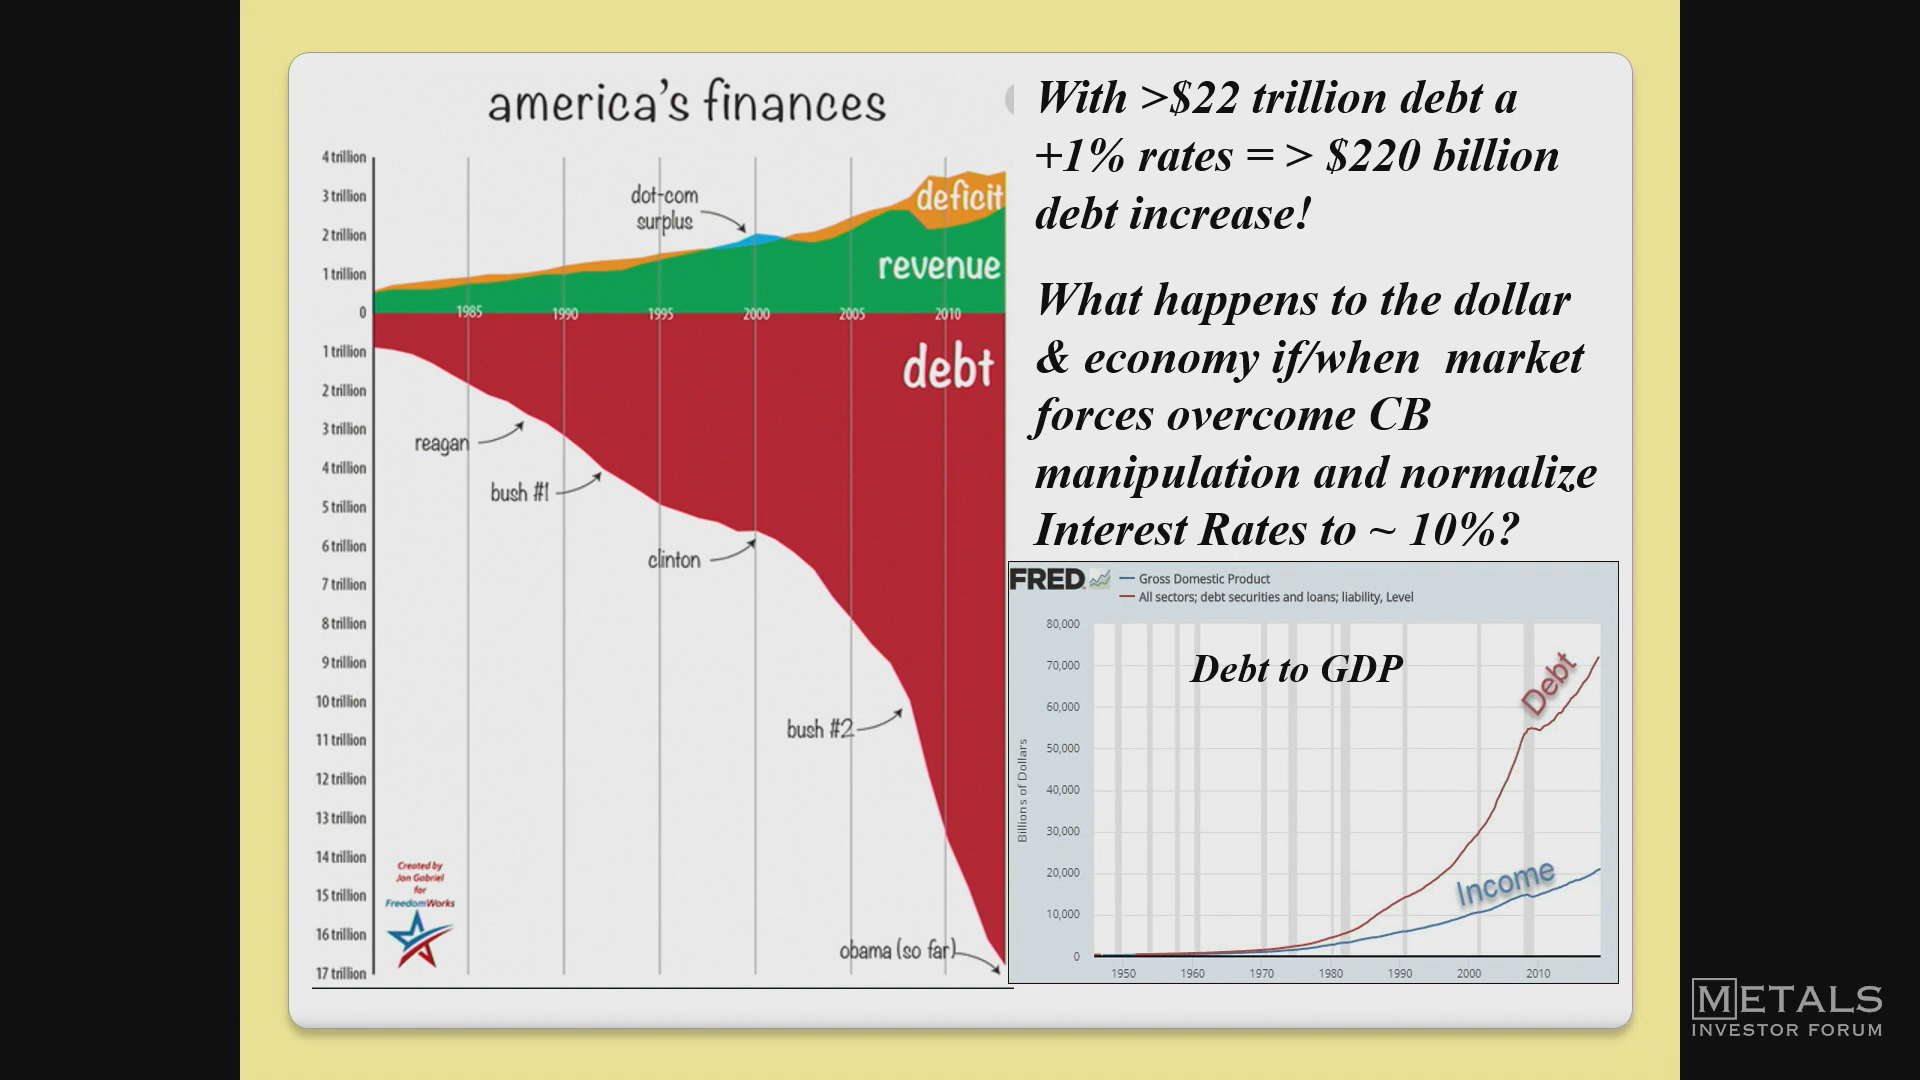 america's finances
4 trillion
3 trillion
2 trillion
1 trillion
0
1 trillion
2 trillion
3 trillion
4 trillion
5 trillion
6 trillion
7 trillion
8 trillion
9 trillion
10 trillion
11 trillion
12 trillion
13 trillion
14 trillion
15 trillion
16 trillion
17 trillion
dot-com
surplus
deficit
revenue
1985
1990
1995
2000
2005
2010
debt
reagan
bush #1
clinton
bush #2
obama (so far)
Created by
Jon Gabriel
for
FreedomWorks
With >$22 trillion debt a
+1% rates = > $220 billion
debt increase!
What happens to the dollar
& economy if/when market
forces overcome CB
manipulation and normalize
Interest Rates to ~ 10%?
FRED
Gross Domestic Product
All sectors; debt securities and loans; liability, Level
Debt to GDP
Billions of Dollars
80,000
70,000
60,000
50,000
40,000
30,000
20,000
10,000
0
Debt
Income
1950
1960
1970
1980
1990
2000
2010
METALS
INVESTOR FORUM